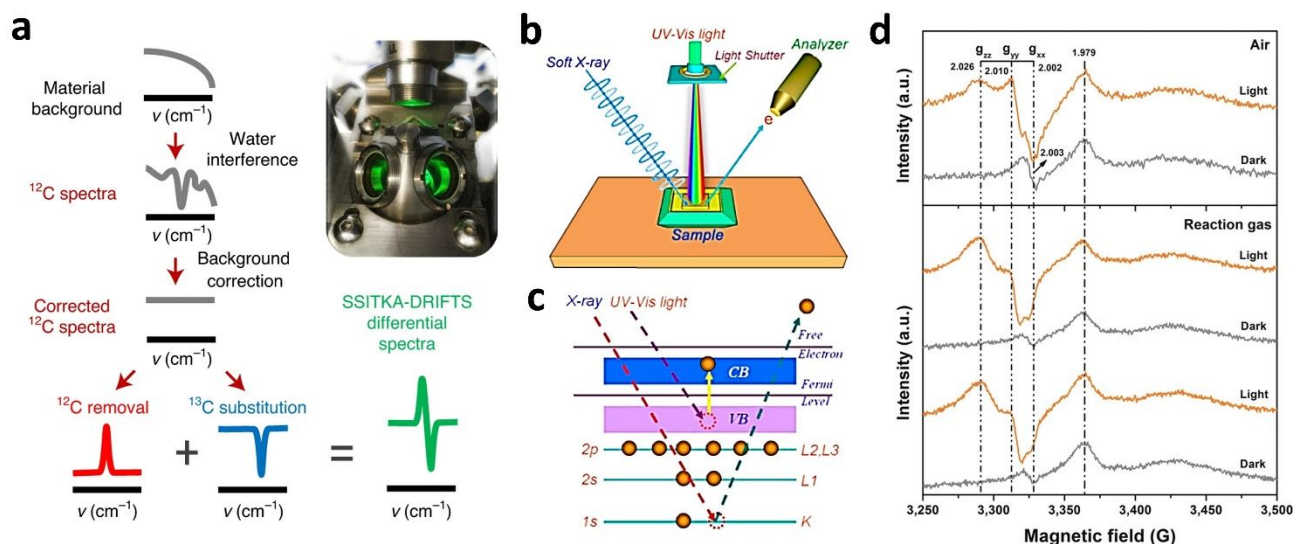 a
Material
background
ν (cm⁻¹)
Water
interference
¹²C spectra
ν (cm⁻¹)
Background
correction
Corrected
¹²C spectra
ν (cm⁻¹)
SSITKA-DRIFTS
differential
spectra
¹²C removal
¹³C substitution
+
=
ν (cm⁻¹)
ν (cm⁻¹)
ν (cm⁻¹)
b
UV-Vis light
Light Shutter
Analyzer
Soft X-ray
e
Sample
c
X-ray
UV-Vis light
Free
Electron
CB
Fermi
Level
VB
2p
L2,L3
2s
L1
1s
K
d
g_zz
g_yy
g_xx
1.979
Air
2.026
2.010
2.002
Light
2.003
Dark
Intensity (a.u.)
Reaction gas
Light
Dark
Light
Dark
Intensity (a.u.)
3,250
3,300
3,350
3,400
3,450
3,500
Magnetic field (G)